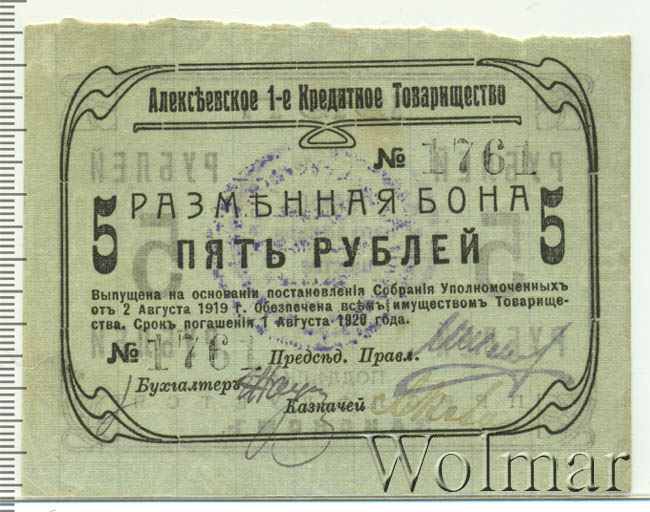 Алексѣевское 1-е Кредитное Товарищество
№ 1761
РАЗМѢННАЯ БОНА
5 ПЯТЬ РУБЛЕЙ 5
Выпущена на основаніи постановленія Собранія Уполномоченныхъ
отъ 2 Августа 1919 г. Обезпечена всѣмъ имуществомъ Товарище-
ства. Срокъ погашенія 1 Августа 1920 года.
№ 1761 Предсѣд. Правл.
Бухгалтеръ
Казначей
Wolmar